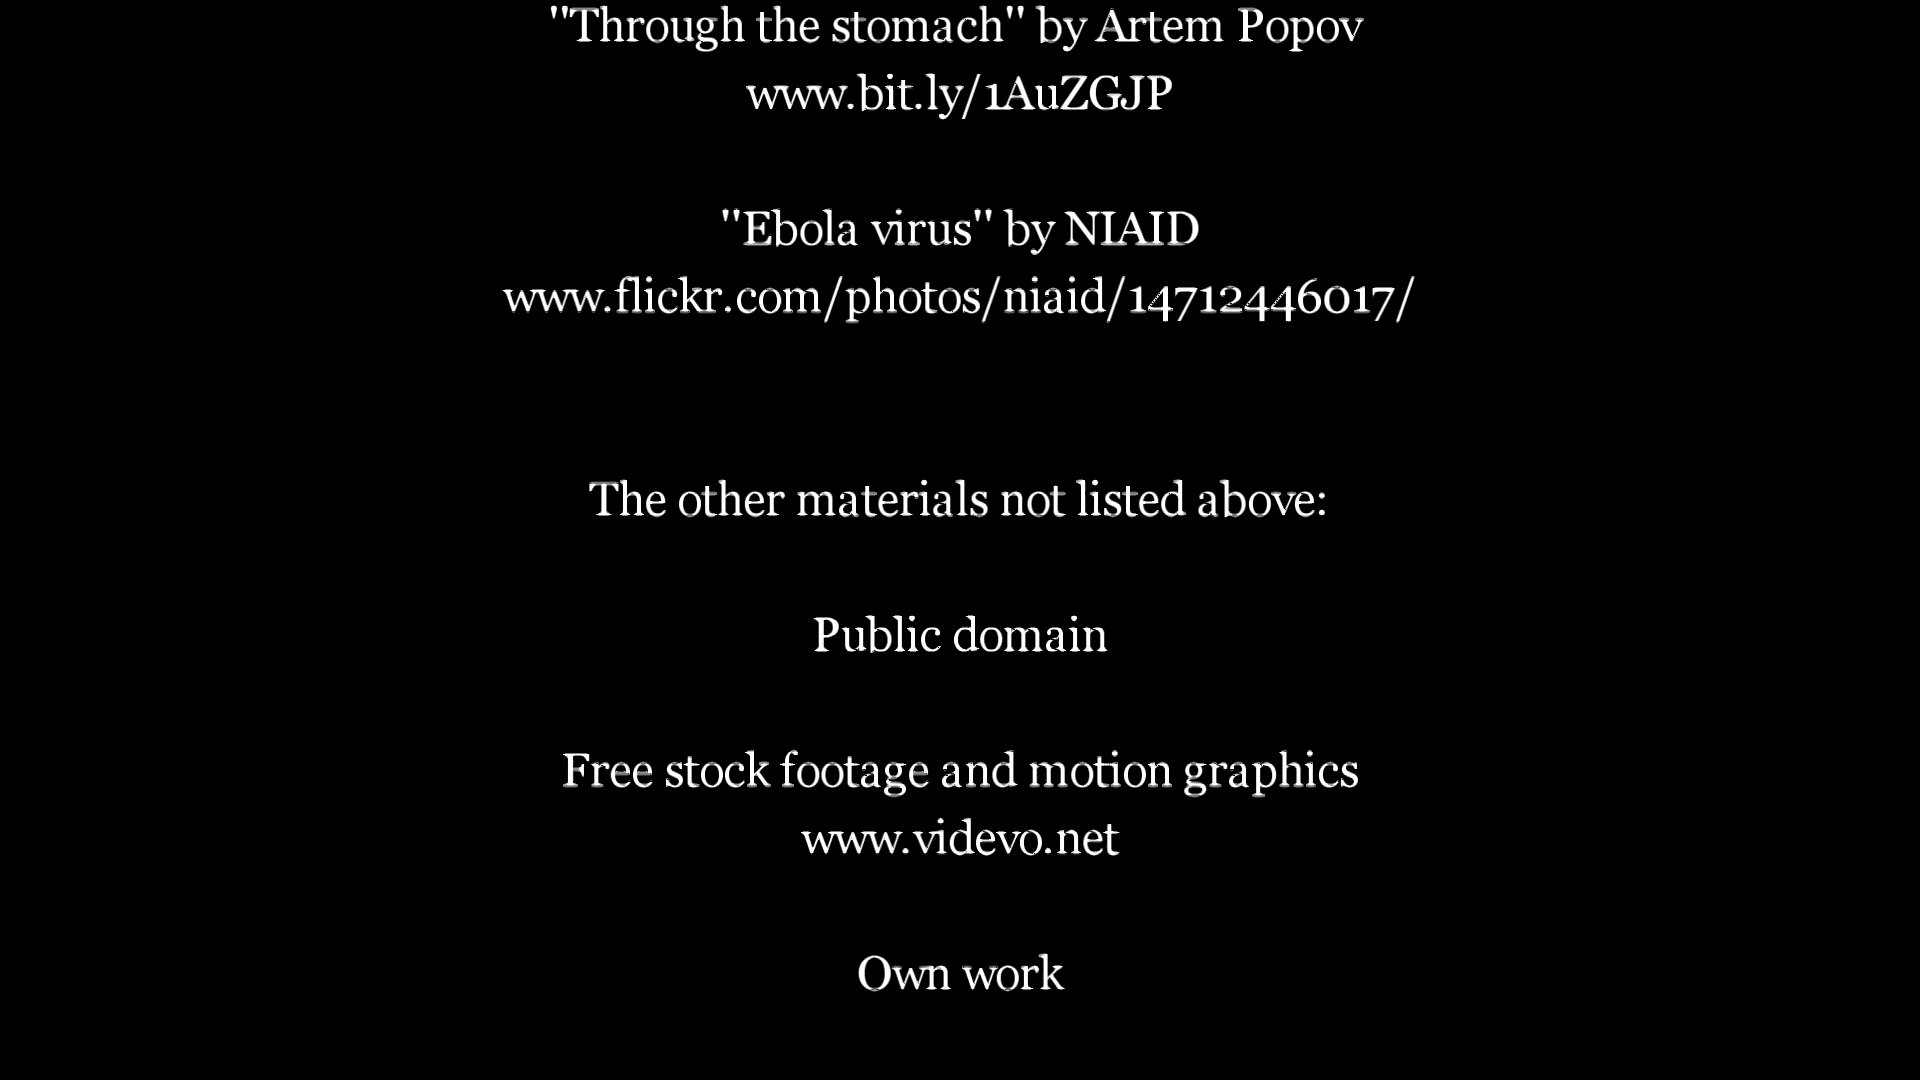 "Through the stomach" by Artem Popov
www.bit.ly/1AuZGJP
"Ebola virus" by NIAID
www.flickr.com/photos/niaid/14712446017/
The other materials not listed above:
Public domain
Free stock footage and motion graphics
www.videvo.net
Own work